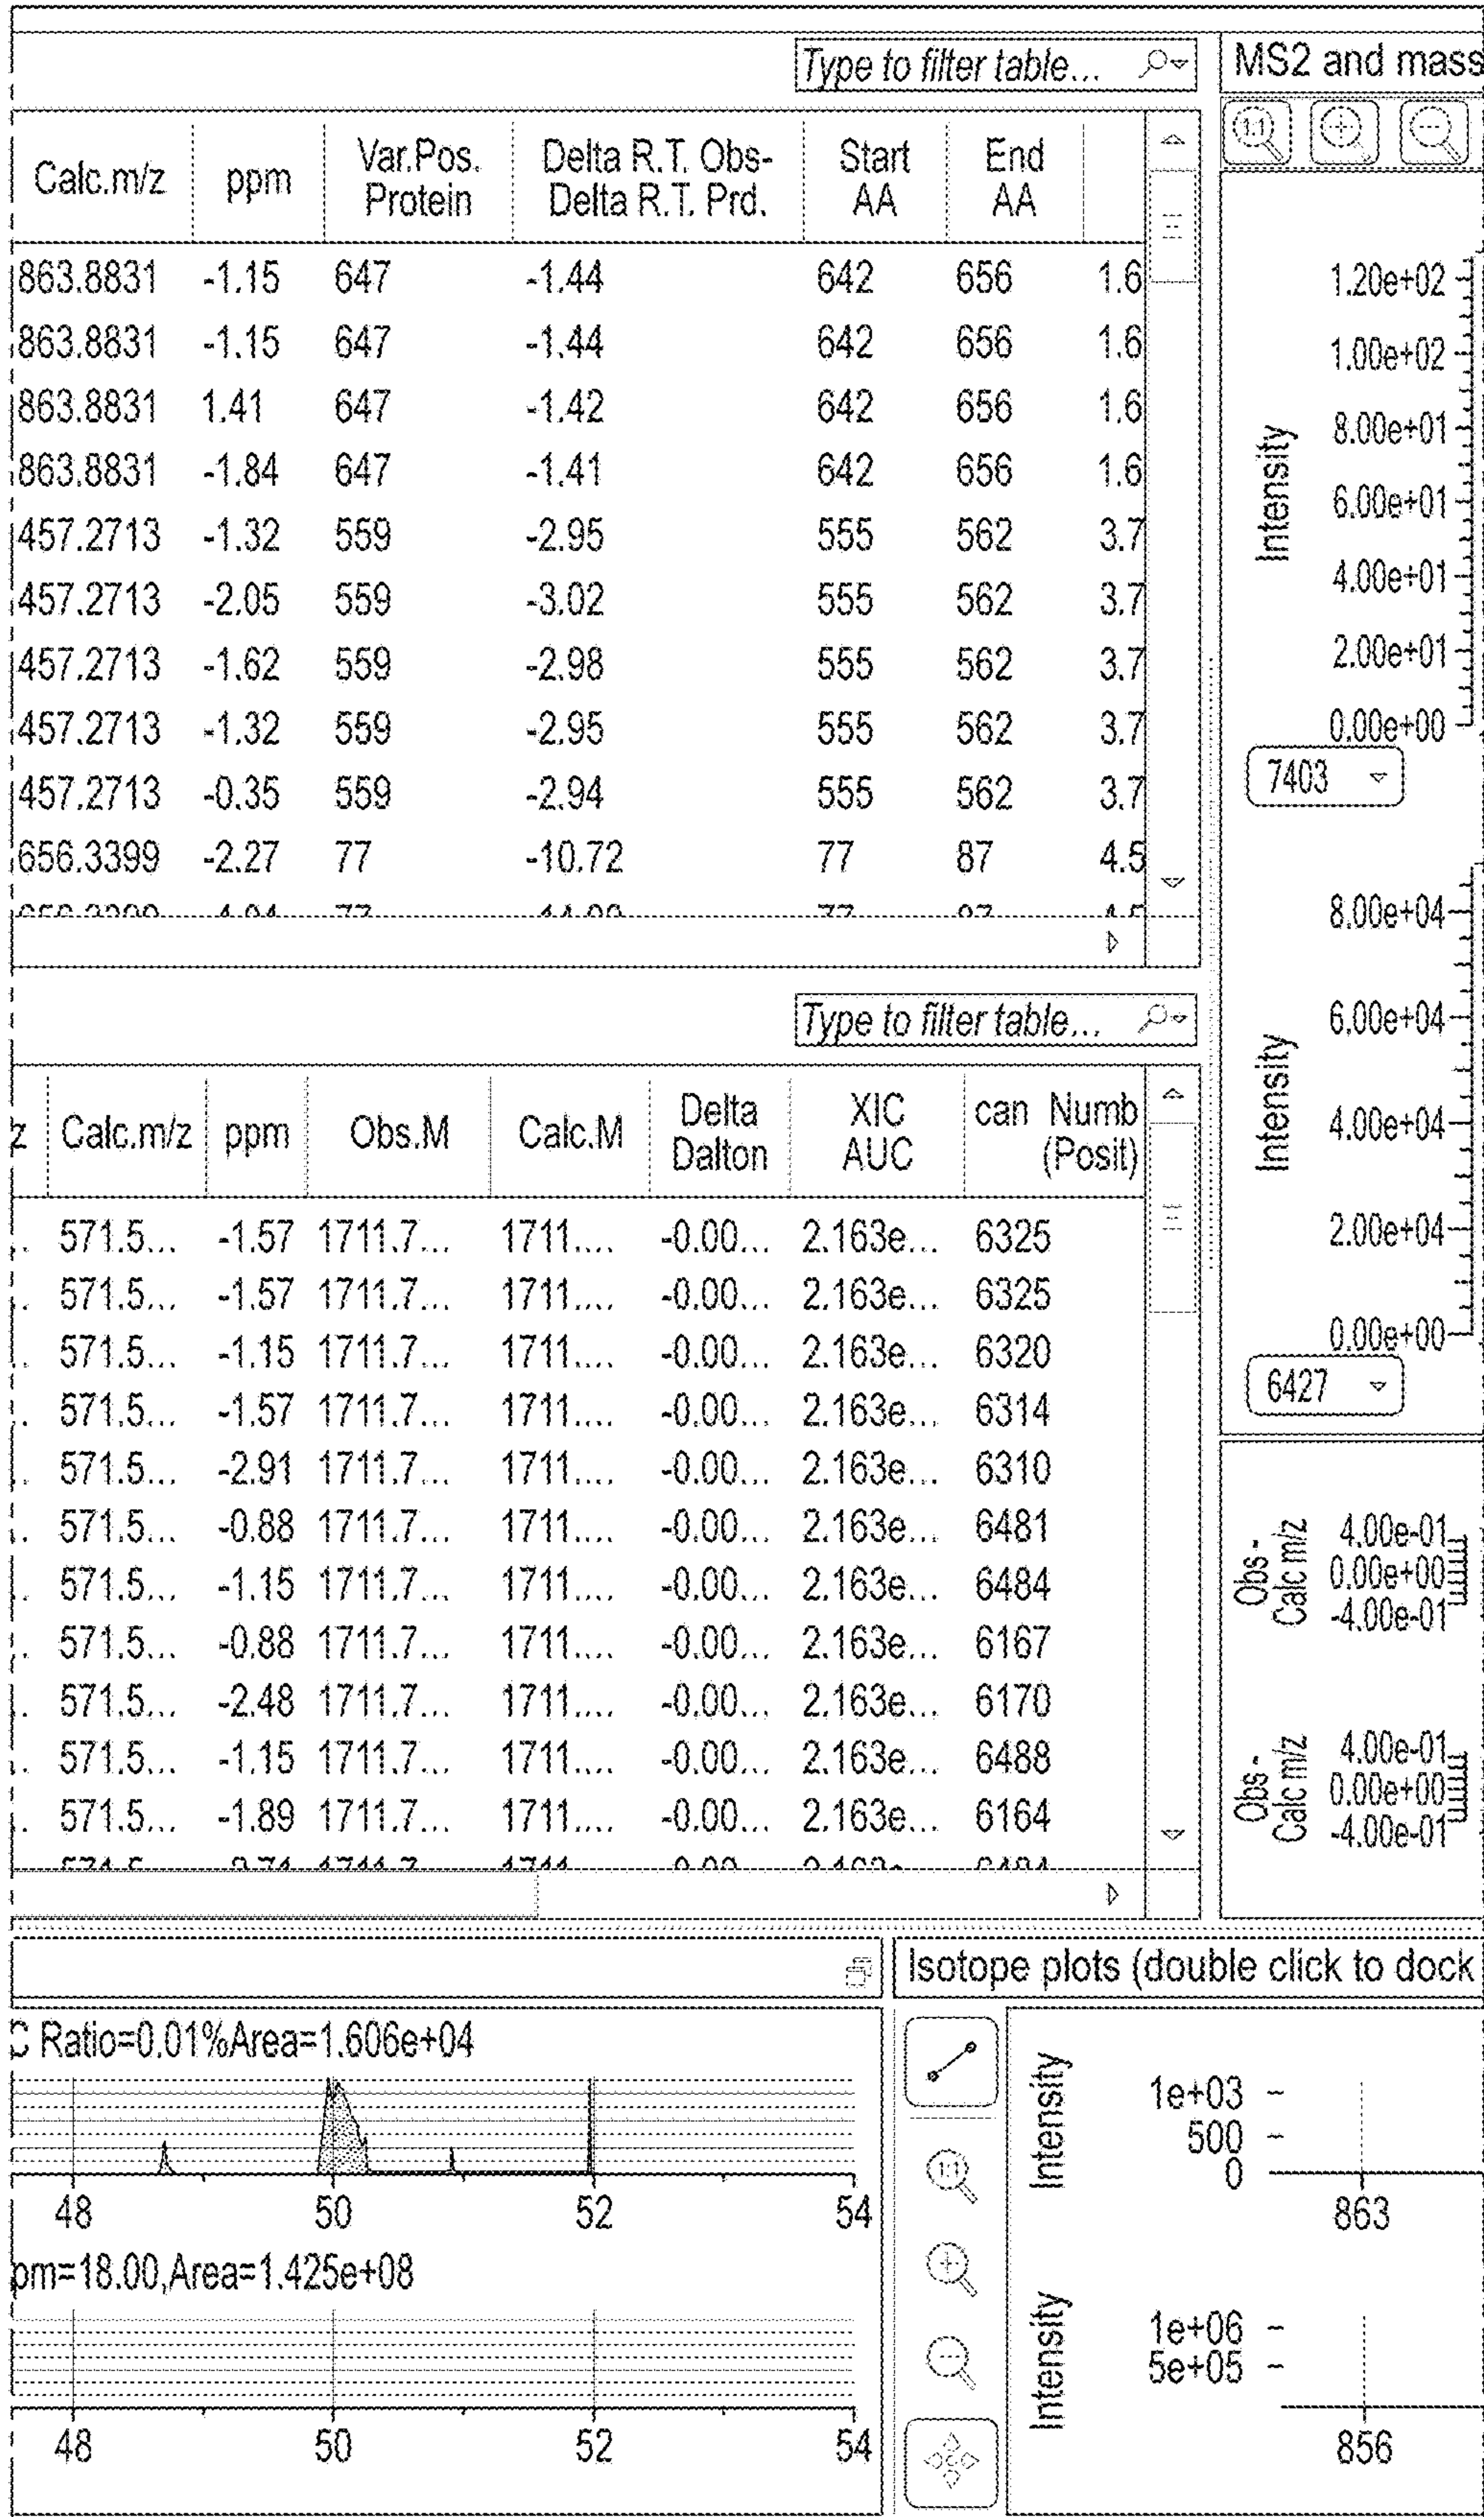 Type to filter table...
MS2 and mass
1:1
Calc.m/z ppm Var.Pos. Protein Delta R.T. Obs- Delta R.T. Prd. Start AA End AA
863.8831 -1.15 647 -1.44 642 656 1.6
863.8831 -1.15 647 -1.44 642 656 1.6
863.8831 1.41 647 -1.42 642 656 1.6
863.8831 -1.84 647 -1.41 642 656 1.6
457.2713 -1.32 559 -2.95 555 562 3.7
457.2713 -2.05 559 -3.02 555 562 3.7
457.2713 -1.62 559 -2.98 555 562 3.7
457.2713 -1.32 559 -2.95 555 562 3.7
457.2713 -0.35 559 -2.94 555 562 3.7
656.3399 -2.27 77 -10.72 77 87 4.5
Intensity
1.20e+02
1.00e+02
8.00e+01
6.00e+01
4.00e+01
2.00e+01
0.00e+00
7403
Type to filter table...
z Calc.m/z ppm Obs.M Calc.M Delta Dalton XIC AUC can Numb (Posit)
.. 571.5... -1.57 1711.7... 1711.... -0.00... 2.163e... 6325
.. 571.5... -1.57 1711.7... 1711.... -0.00... 2.163e... 6325
.. 571.5... -1.15 1711.7... 1711.... -0.00... 2.163e... 6320
.. 571.5... -1.57 1711.7... 1711.... -0.00... 2.163e... 6314
.. 571.5... -2.91 1711.7... 1711.... -0.00... 2.163e... 6310
.. 571.5... -0.88 1711.7... 1711.... -0.00... 2.163e... 6481
.. 571.5... -1.15 1711.7... 1711.... -0.00... 2.163e... 6484
.. 571.5... -0.88 1711.7... 1711.... -0.00... 2.163e... 6167
.. 571.5... -2.48 1711.7... 1711.... -0.00... 2.163e... 6170
.. 571.5... -1.15 1711.7... 1711.... -0.00... 2.163e... 6488
.. 571.5... -1.89 1711.7... 1711.... -0.00... 2.163e... 6164
Intensity
8.00e+04
6.00e+04
4.00e+04
2.00e+04
0.00e+00
6427
Obs -
Calc m/z
4.00e-01
0.00e+00
-4.00e-01
Obs -
Calc m/z
4.00e-01
0.00e+00
-4.00e-01
C Ratio=0.01%Area=1.606e+04
48 50 52 54
pm=18.00,Area=1.425e+08
48 50 52 54
Isotope plots (double click to dock
1:1
Intensity
1e+03
500
0
863
Intensity
1e+06
5e+05
856